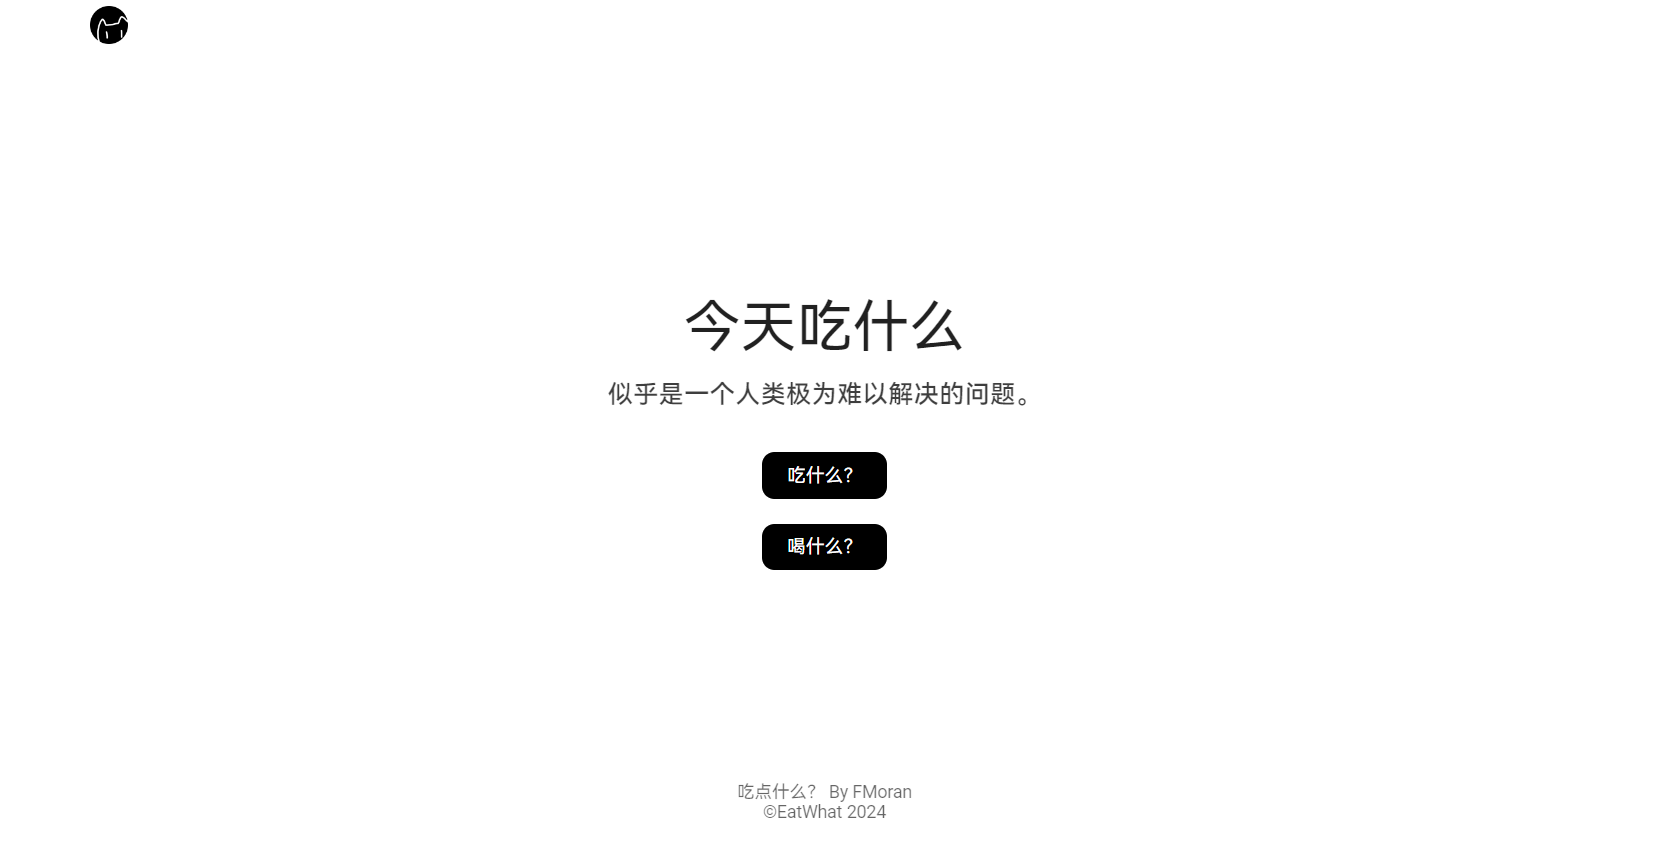 今天吃什么
似乎是一个人类极为难以解决的问题。
吃什么？
喝什么？
吃点什么？ By FMoran
©EatWhat 2024